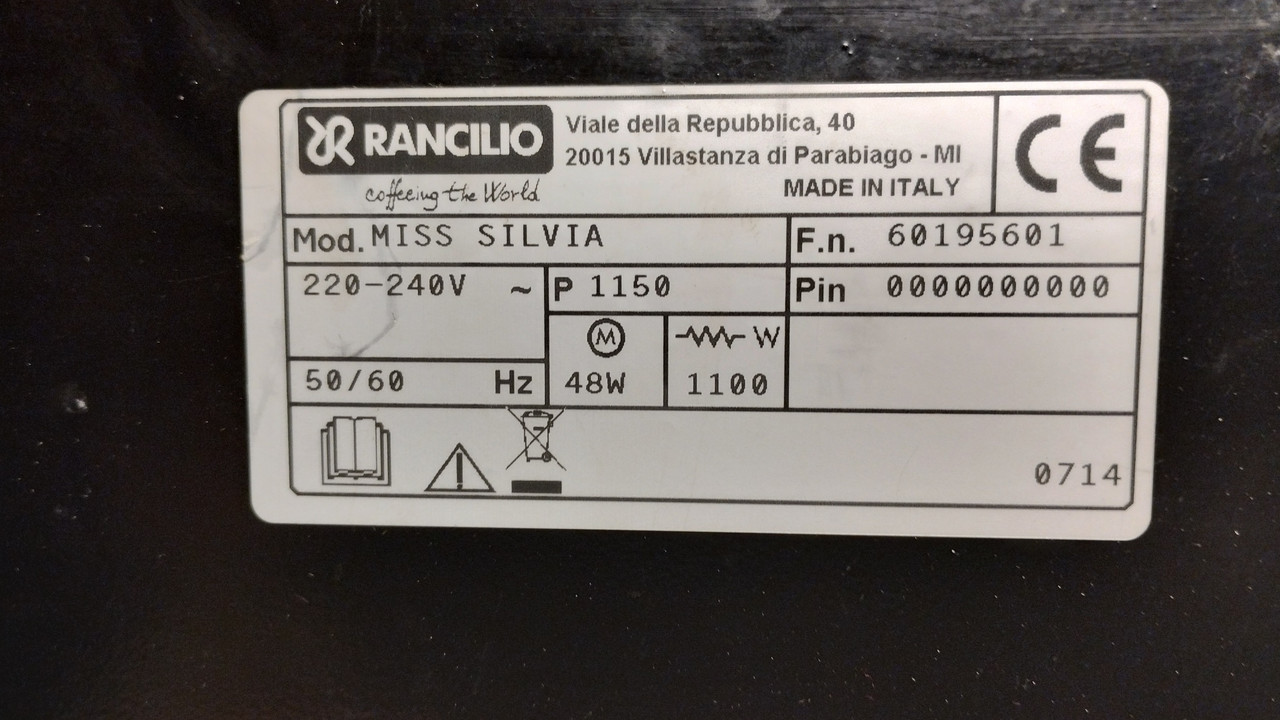 RANCILIO
coffeeing the World
Viale della Repubblica, 40
20015 Villastanza di Parabiago - MI
MADE IN ITALY
CE
Mod. MISS SILVIA
F.n. 60195601
220-240V ~
P 1150
Pin 0000000000
M
W
50/60 Hz
48W
1100
0714